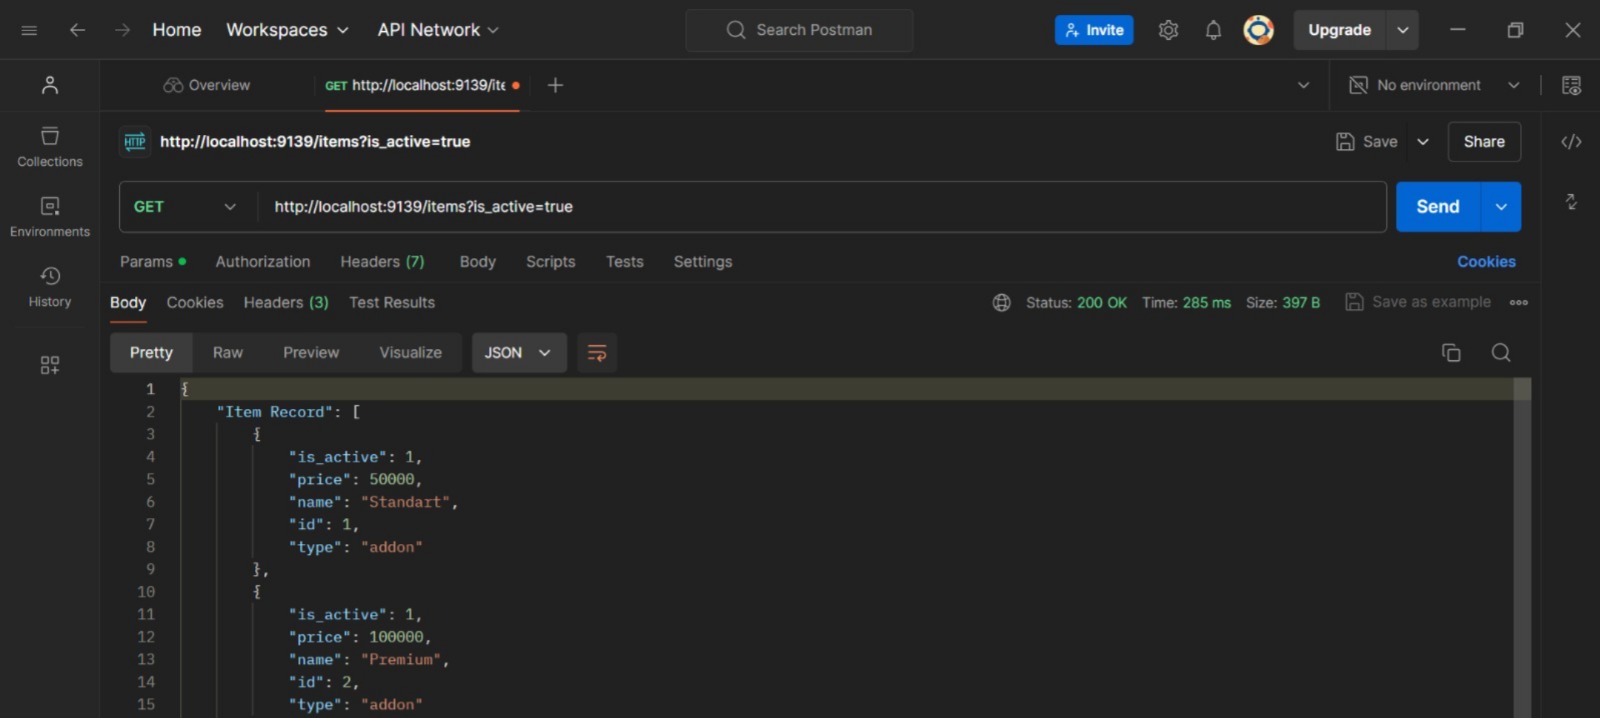 Home Workspaces API Network Search Postman Invite Upgrade
Overview GET http://localhost:9139/ite No environment
HTTP http://localhost:9139/items?is_active=true Save Share
Collections
GET http://localhost:9139/items?is_active=true Send
Environments
Params Authorization Headers (7) Body Scripts Tests Settings Cookies
History
Body Cookies Headers (3) Test Results Status: 200 OK Time: 285 ms Size: 397 B Save as example
Pretty Raw Preview Visualize JSON
1 {
2 "Item Record": [
3 {
4 "is_active": 1,
5 "price": 50000,
6 "name": "Standart",
7 "id": 1,
8 "type": "addon"
9 },
10 {
11 "is_active": 1,
12 "price": 100000,
13 "name": "Premium",
14 "id": 2,
15 "type": "addon"